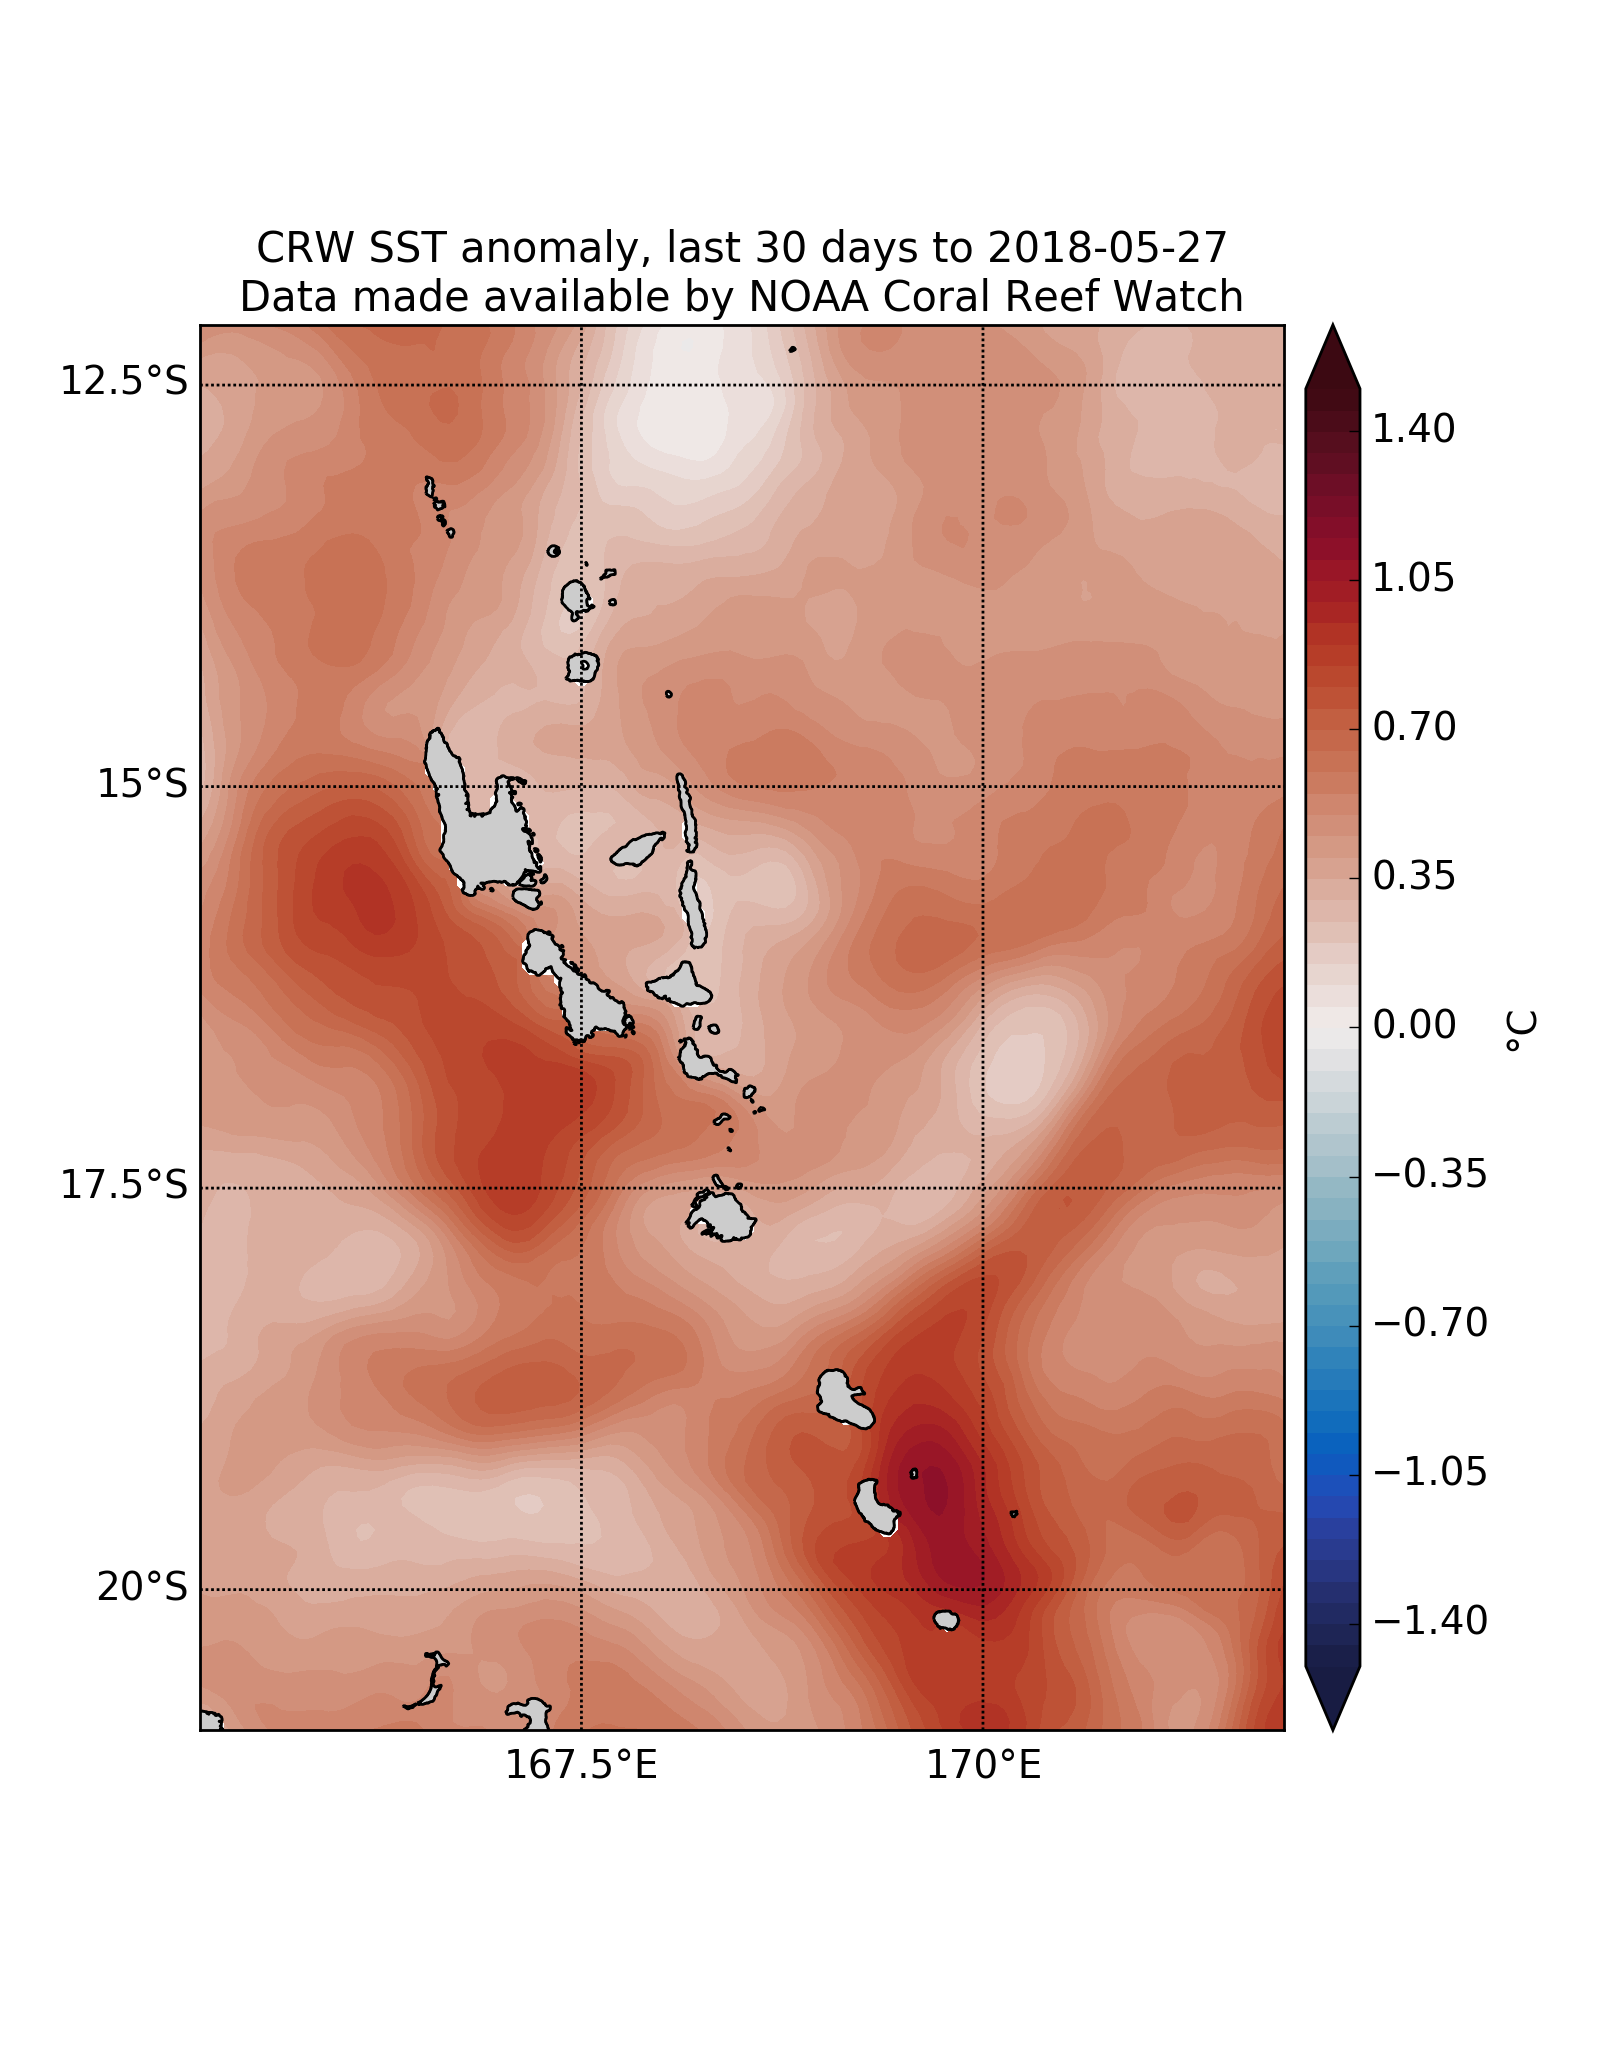 CRW SST anomaly, last 30 days to 2018-05-27
Data made available by NOAA Coral Reef Watch
12.5°S
15°S
17.5°S
20°S
167.5°E
170°E
1.40
1.05
0.70
0.35
0.00
−0.35
−0.70
−1.05
−1.40
°C